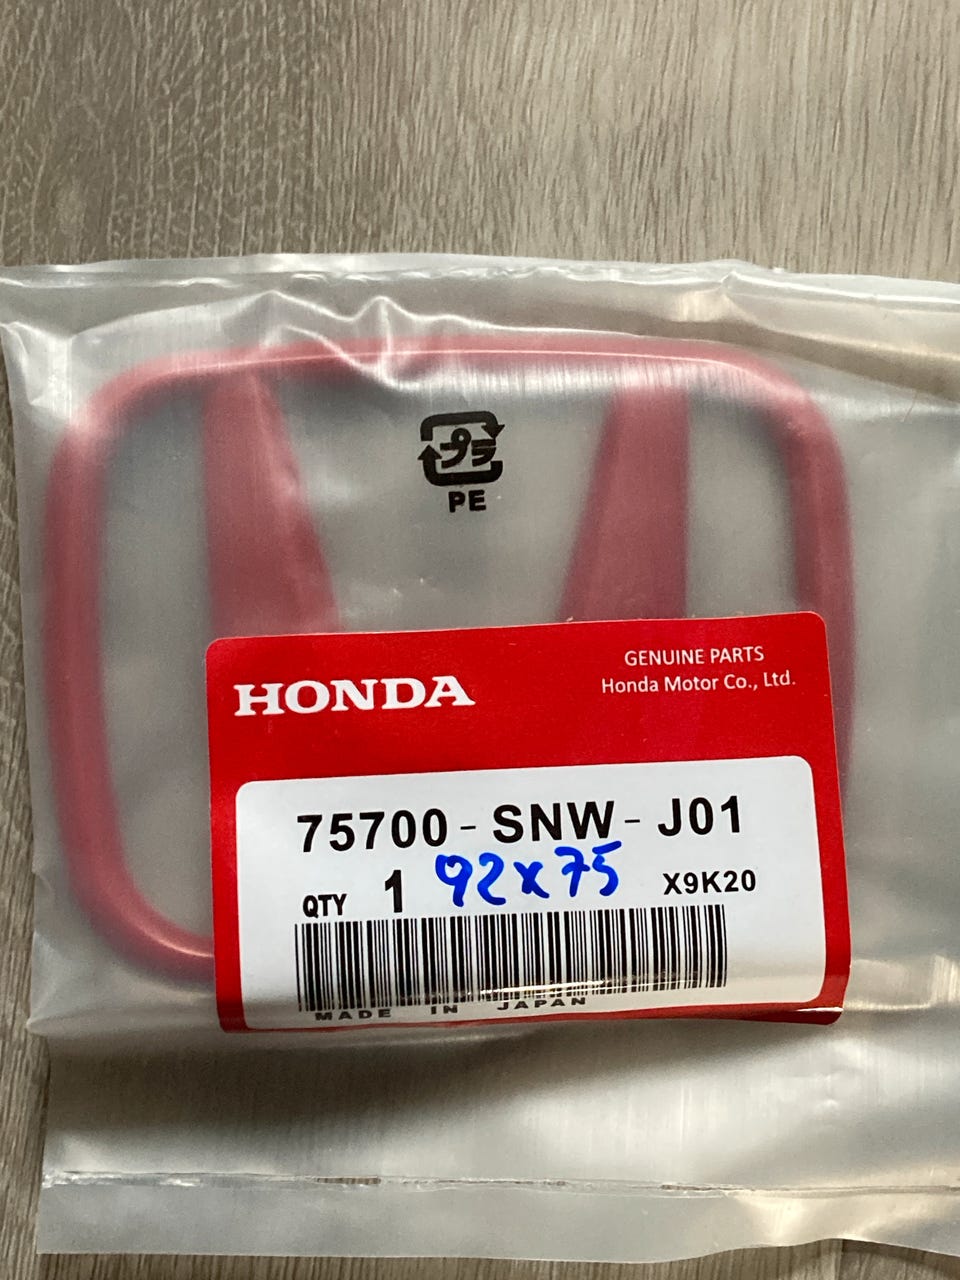 プラ
PE
HONDA
GENUINE PARTS
Honda Motor Co., Ltd.
75700-SNW-J01
92x75
QTY 1
X9K20
MADE IN JAPAN